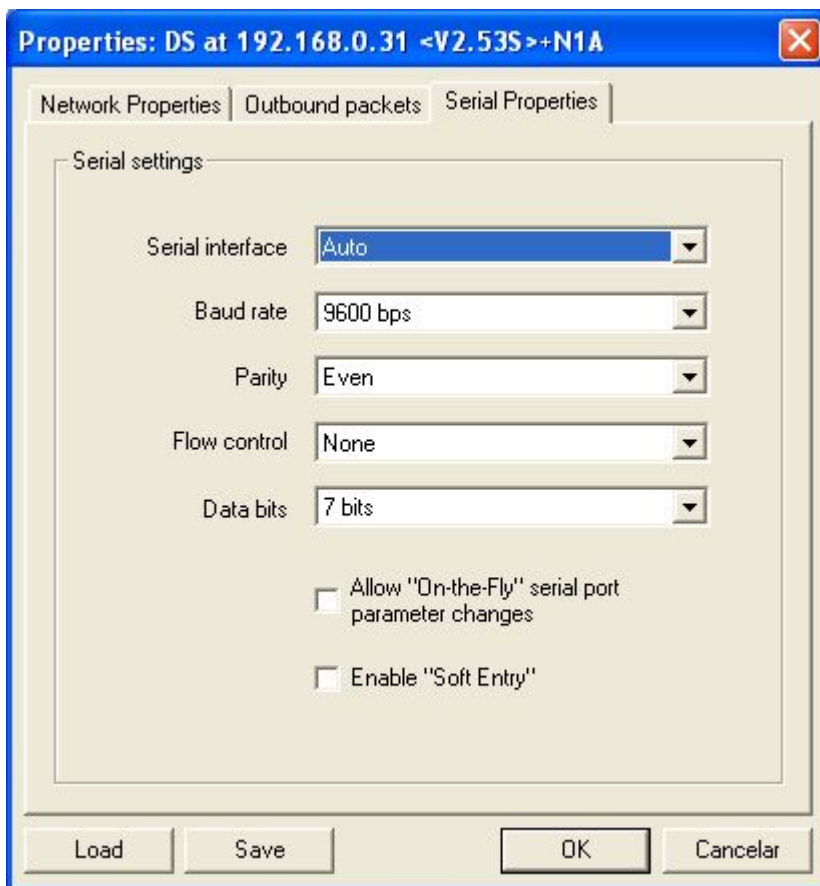 Properties: DS at 192.168.0.31 <V2.53S>+N1A
Network Properties
Outbound packets
Serial Properties
Serial settings
Serial interface
Auto
Baud rate
9600 bps
Parity
Even
Flow control
None
Data bits
7 bits
Allow "On-the-Fly" serial port
parameter changes
Enable "Soft Entry"
Load
Save
OK
Cancelar